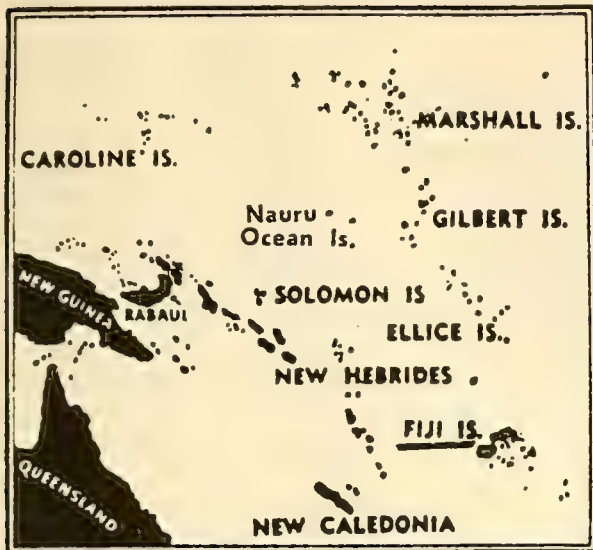 MARSHALL IS.
CAROLINE IS.
Nauru
Ocean Is.
GILBERT IS.
NEW GUINEA
RABAUL
SOLOMON IS
ELLICE IS.
NEW HEBRIDES
FIJI IS.
QUEENSLAND
NEW CALEDONIA